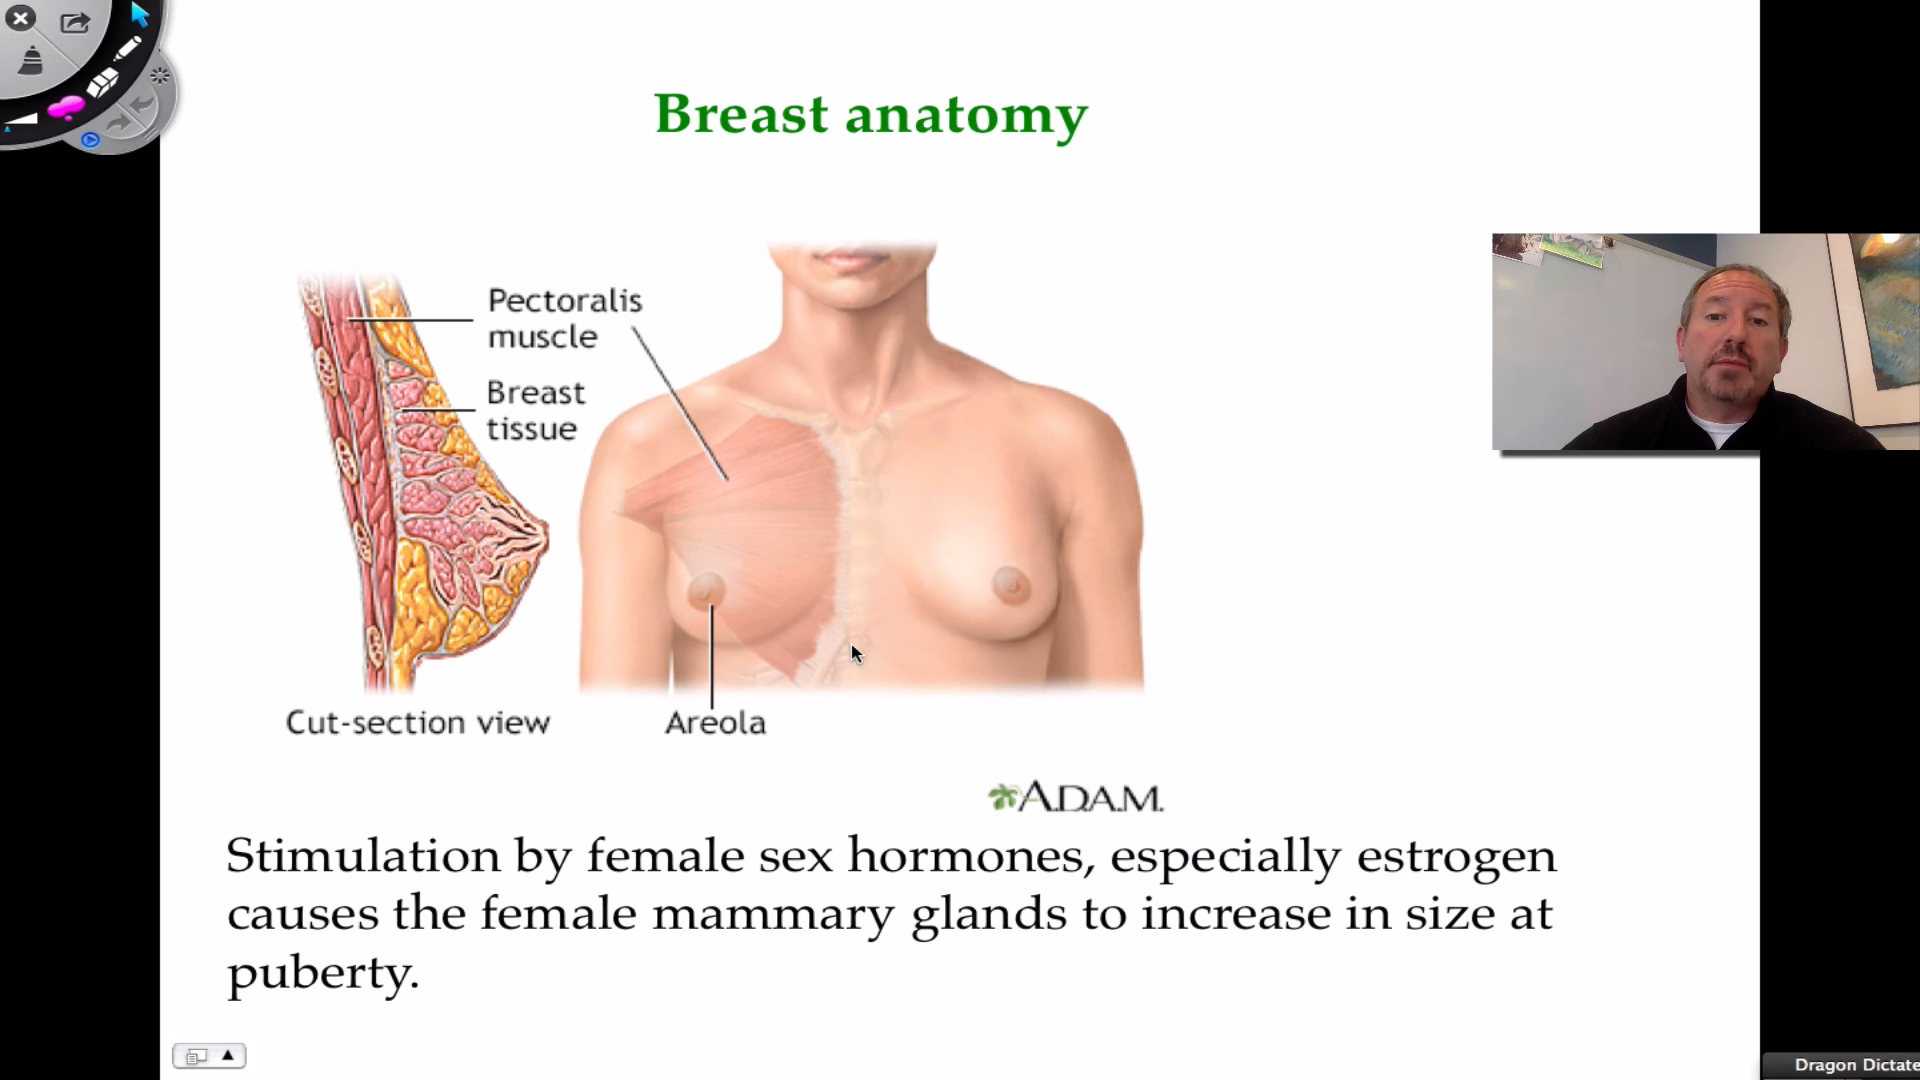 Breast anatomy
Pectoralis
muscle
Breast
tissue
Cut-section view
Areola
A.D.A.M.
Stimulation by female sex hormones, especially estrogen
causes the female mammary glands to increase in size at
puberty.
Dragon Dictate